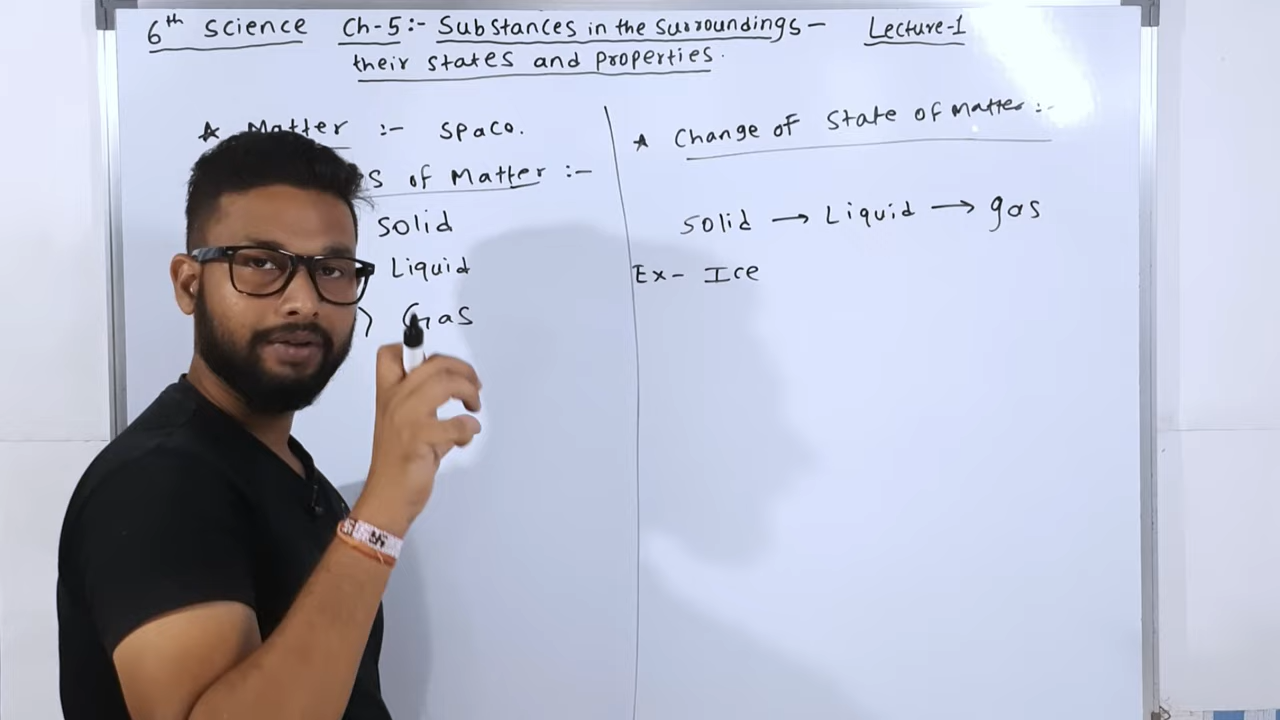 6th Science Ch-5:- Substances in the Surroundings - Lecture-1
their states and properties.
★ Matter :- Space.
s of Matter :-
Solid
Liquid
) Gas
★ Change of State of Matter :-
Solid → Liquid → gas
Ex- Ice